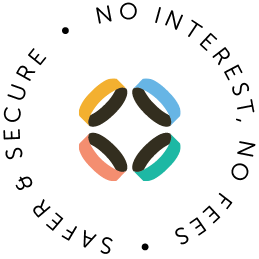 NO INTEREST, NO FEES • SAFER & SECURE •